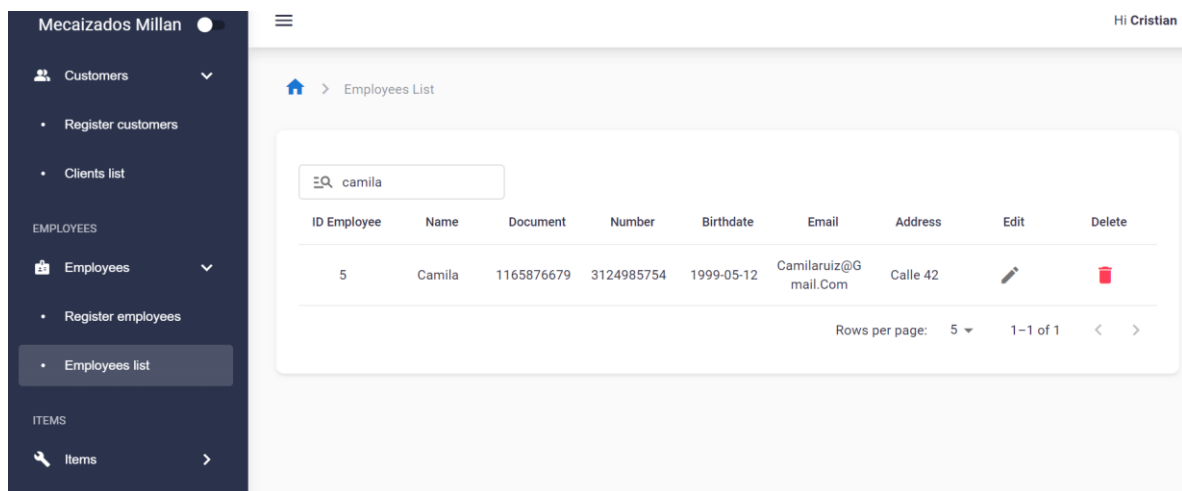 Mecaizados Millan
Hi Cristian
Customers
Register customers
Clients list
EMPLOYEES
Employees
Register employees
Employees list
ITEMS
Items
Employees List
camila
ID Employee Name Document Number Birthdate Email Address Edit Delete
5 Camila 1165876679 3124985754 1999-05-12 Camilaruiz@G
mail.Com Calle 42
Rows per page: 5 1–1 of 1